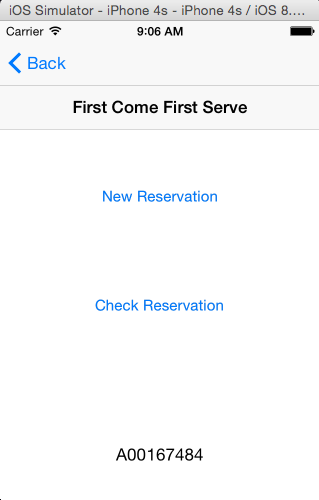 iOS Simulator - iPhone 4s - iPhone 4s / iOS 8....
Carrier 9:06 AM
Back
First Come First Serve
New Reservation
Check Reservation
A00167484